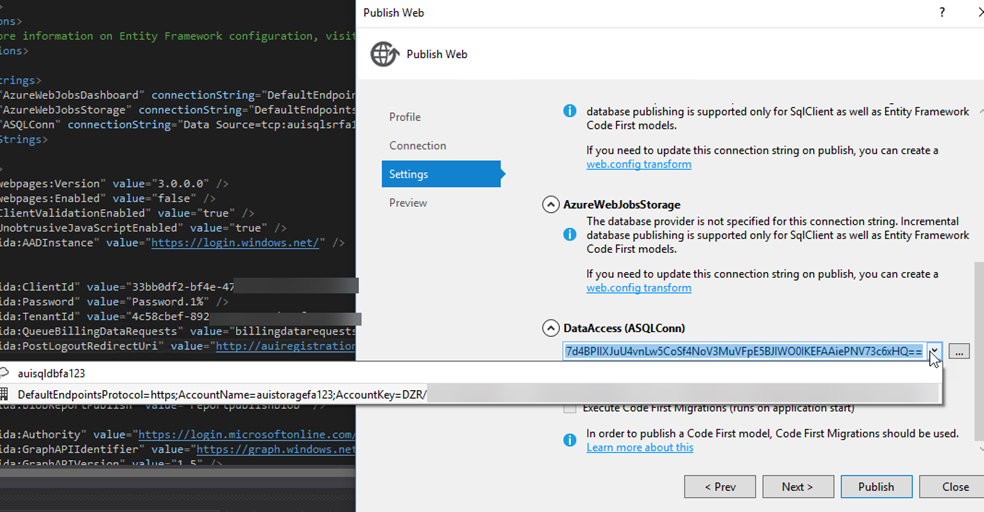 Publish Web
?
ons>
ore information on Entity Framework configuration, visit
ons>
Publish Web
trings>
"AzureWebJobsDashboard" connectionString="DefaultEndpoint
"AzureWebJobsStorage" connectionString="DefaultEndpoints
"ASQLConn" connectionString="Data Source=tcp:auisqlsrfa1
Strings>
webpages:Version" value="3.0.0.0" />
webpages:Enabled" value="false" />
ClientValidationEnabled" value="true" />
UnobtrusiveJavaScriptEnabled" value="true" />
ida:AADInstance" value="https://login.windows.net/" />
ida:ClientId" value="33bb0df2-bf4e-47
ida:Password" value="Password.1%" />
ida:TenantId" value="4c58cbef-892
ida:QueueBillingDataRequests" value="billingdatarequests
ida:PostLogoutRedirectUri" value="http://auiregistration
Profile
Connection
Settings
Preview
database publishing is supported only for SqlClient as well as Entity Framework
Code First models.
If you need to update this connection string on publish, you can create a
web.config transform
AzureWebJobsStorage
The database provider is not specified for this connection string. Incremental
database publishing is supported only for SqlClient as well as Entity Framework
Code First models.
If you need to update this connection string on publish, you can create a
web.config transform
DataAccess (ASQLConn)
7d4BPIIXJuU4vnLw5CoSf4NoV3MuVFpE5BJIWO0IKEFAAiePNV73c6xHQ==
...
auisqldbfa123
DefaultEndpointsProtocol=https;AccountName=auistoragefa123;AccountKey=DZR/
Execute Code First Migrations (runs on application start)
ida:Authority" value="https://login.microsoftonline.com/
ida:GraphAPIIdentifier" value="https://graph.windows.net
ida:GraphAPIVersion" value="1.5" />
In order to publish a Code First model, Code First Migrations should be used.
Learn more about this
< Prev
Next >
Publish
Close